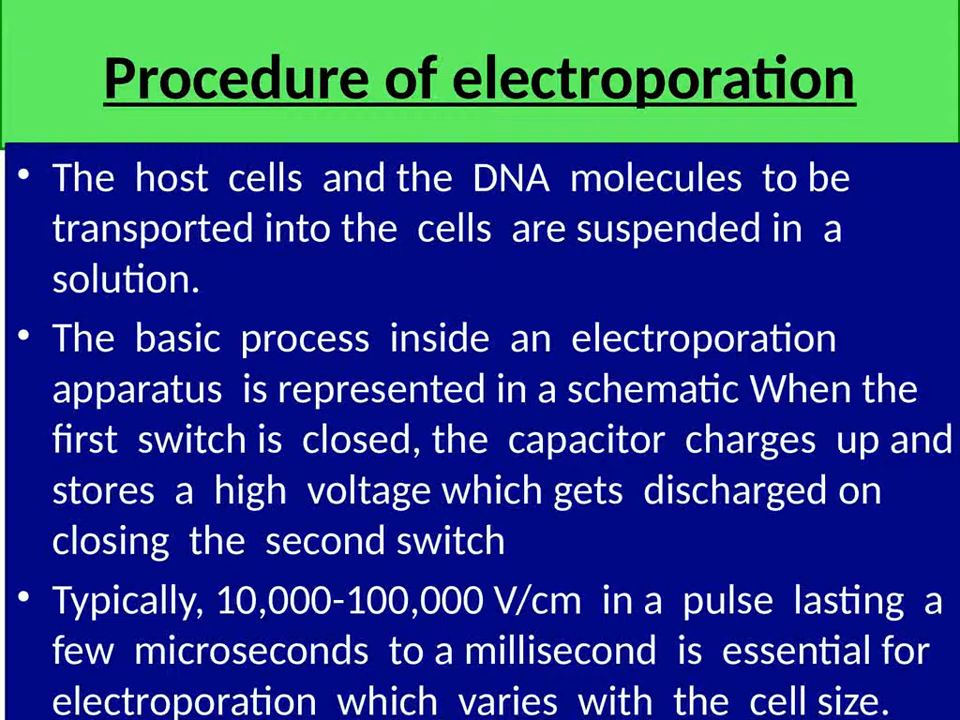 Procedure of electroporation
• The host cells and the DNA molecules to be
transported into the cells are suspended in a
solution.
• The basic process inside an electroporation
apparatus is represented in a schematic When the
first switch is closed, the capacitor charges up and
stores a high voltage which gets discharged on
closing the second switch
• Typically, 10,000-100,000 V/cm in a pulse lasting a
few microseconds to a millisecond is essential for
electroporation which varies with the cell size.